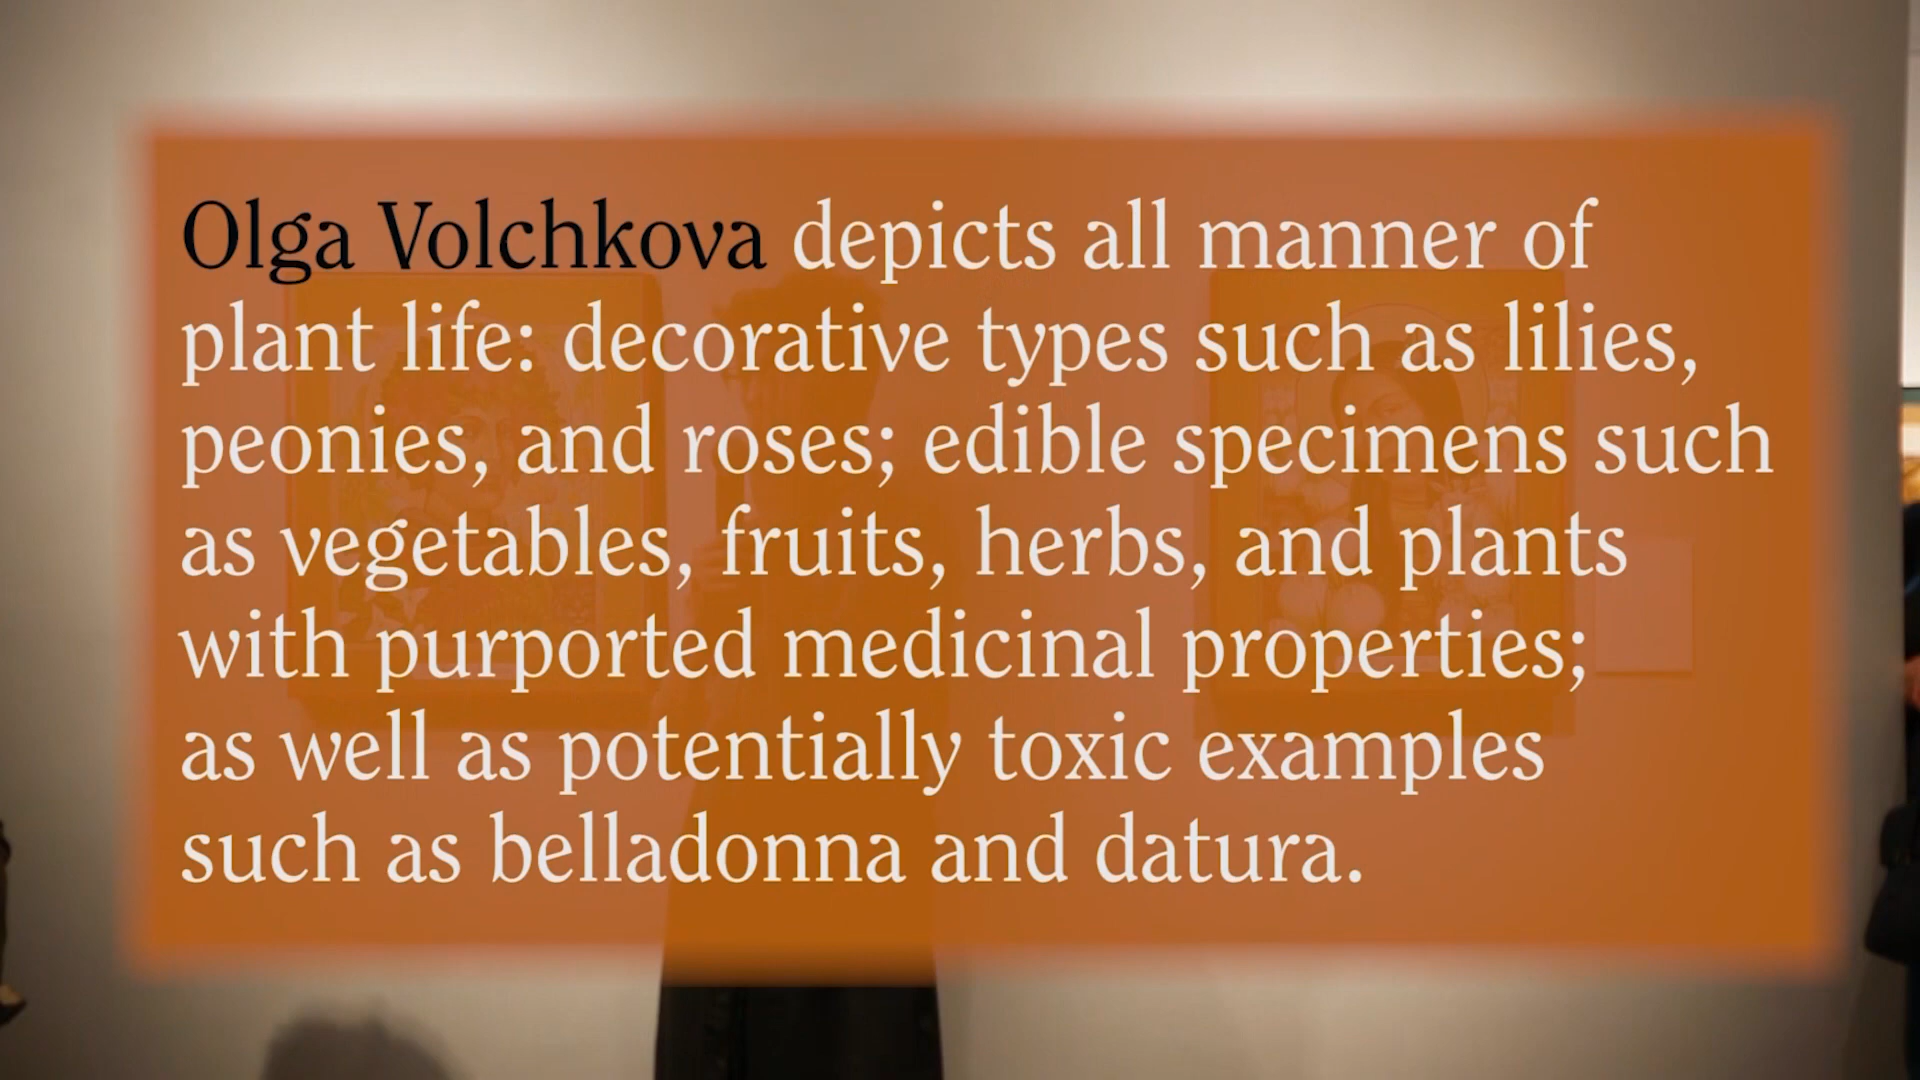 Olga Volchkova depicts all manner of
plant life: decorative types such as lilies,
peonies, and roses; edible specimens such
as vegetables, fruits, herbs, and plants
with purported medicinal properties;
as well as potentially toxic examples
such as belladonna and datura.